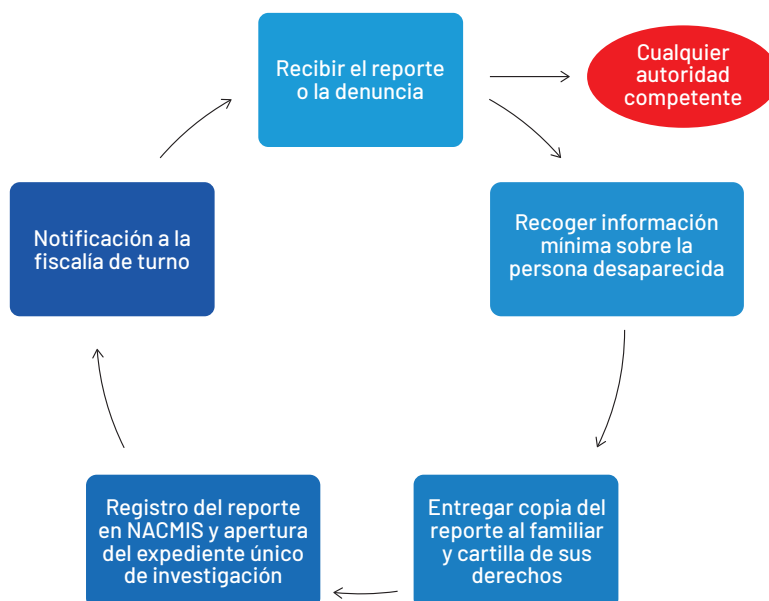 Recibir el reporte
o la denuncia
Cualquier
autoridad
competente
Recoger información
mínima sobre la
persona desaparecida
Entregar copia del
reporte al familiar
y cartilla de sus
derechos
Registro del reporte
en NACMIS y apertura
del expediente único
de investigación
Notificación a la
fiscalía de turno